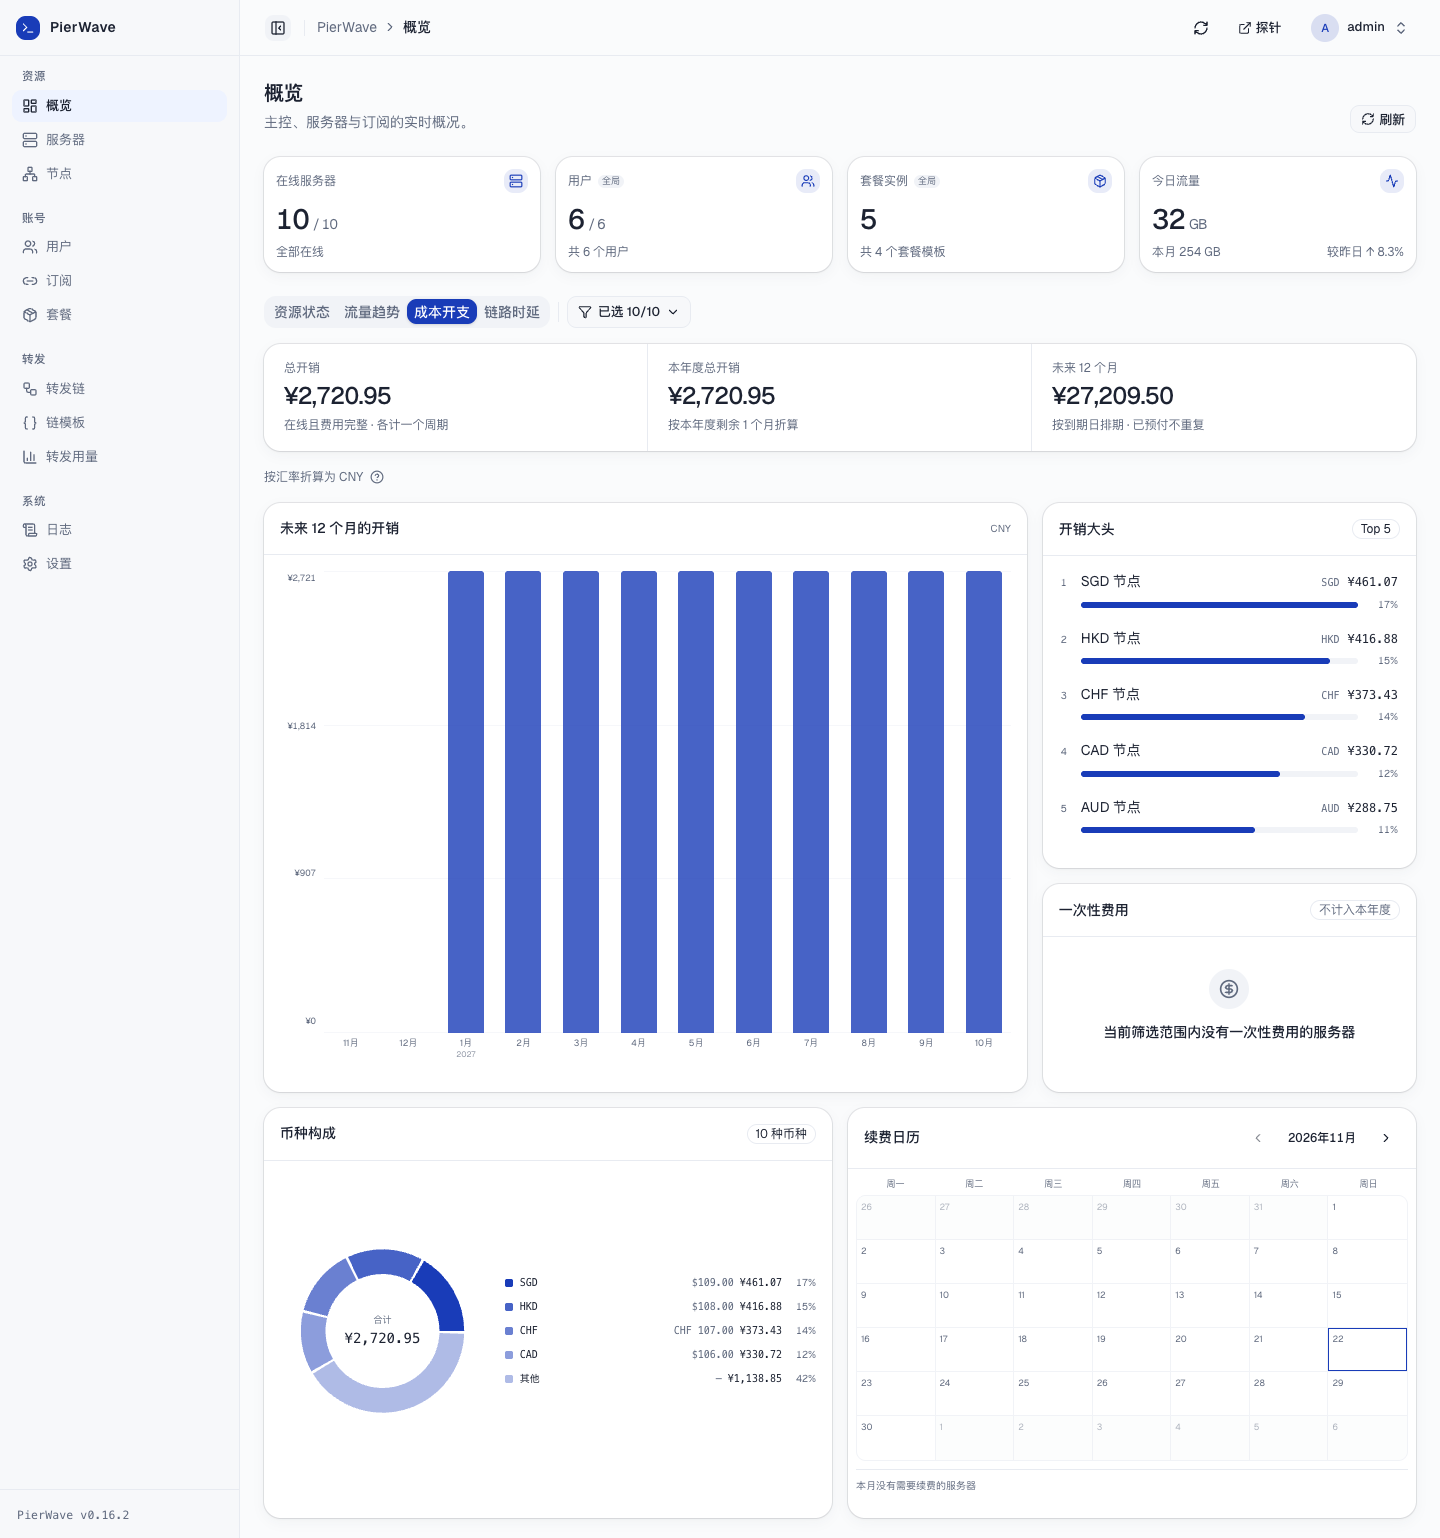 PierWave
PierWave > 概览
探针
A admin
资源
概览
服务器
节点
账号
用户
订阅
套餐
转发
转发链
链模板
转发用量
系统
日志
设置
PierWave v0.16.2
概览
主控、服务器与订阅的实时概况。
刷新
在线服务器
10 / 10
全部在线
用户 全局
6 / 6
共 6 个用户
套餐实例 全局
5
共 4 个套餐模板
今日流量
32 GB
本月 254 GB 较昨日 ↑ 8.3%
资源状态 流量趋势 成本开支 链路时延 已选 10/10
总开销
¥2,720.95
在线且费用完整 · 各计一个周期
本年度总开销
¥2,720.95
按本年度剩余 1 个月折算
未来 12 个月
¥27,209.50
按到期日排期 · 已预付不重复
按汇率折算为 CNY
未来 12 个月的开销 CNY
¥2,721
¥1,814
¥907
¥0
11月 12月 1月 2月 3月 4月 5月 6月 7月 8月 9月 10月
2027
开销大头 Top 5
1 SGD 节点 SGD ¥461.07
17%
2 HKD 节点 HKD ¥416.88
15%
3 CHF 节点 CHF ¥373.43
14%
4 CAD 节点 CAD ¥330.72
12%
5 AUD 节点 AUD ¥288.75
11%
一次性费用 不计入本年度
当前筛选范围内没有一次性费用的服务器
币种构成 10 种币种
合计
¥2,720.95
SGD $109.00 ¥461.07 17%
HKD $108.00 ¥416.88 15%
CHF CHF 107.00 ¥373.43 14%
CAD $106.00 ¥330.72 12%
其他 — ¥1,138.85 42%
续费日历 2026年11月
周一 周二 周三 周四 周五 周六 周日
26 27 28 29 30 31 1
2 3 4 5 6 7 8
9 10 11 12 13 14 15
16 17 18 19 20 21 22
23 24 25 26 27 28 29
30 1 2 3 4 5 6
本月没有需要续费的服务器